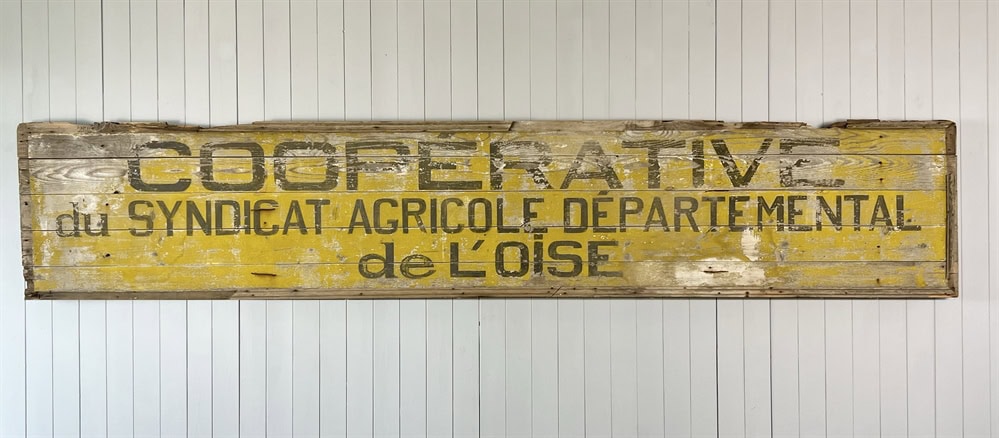 COOPÉRATIVE
du SYNDICAT AGRICOLE DÉPARTEMENTAL
de L'OISE